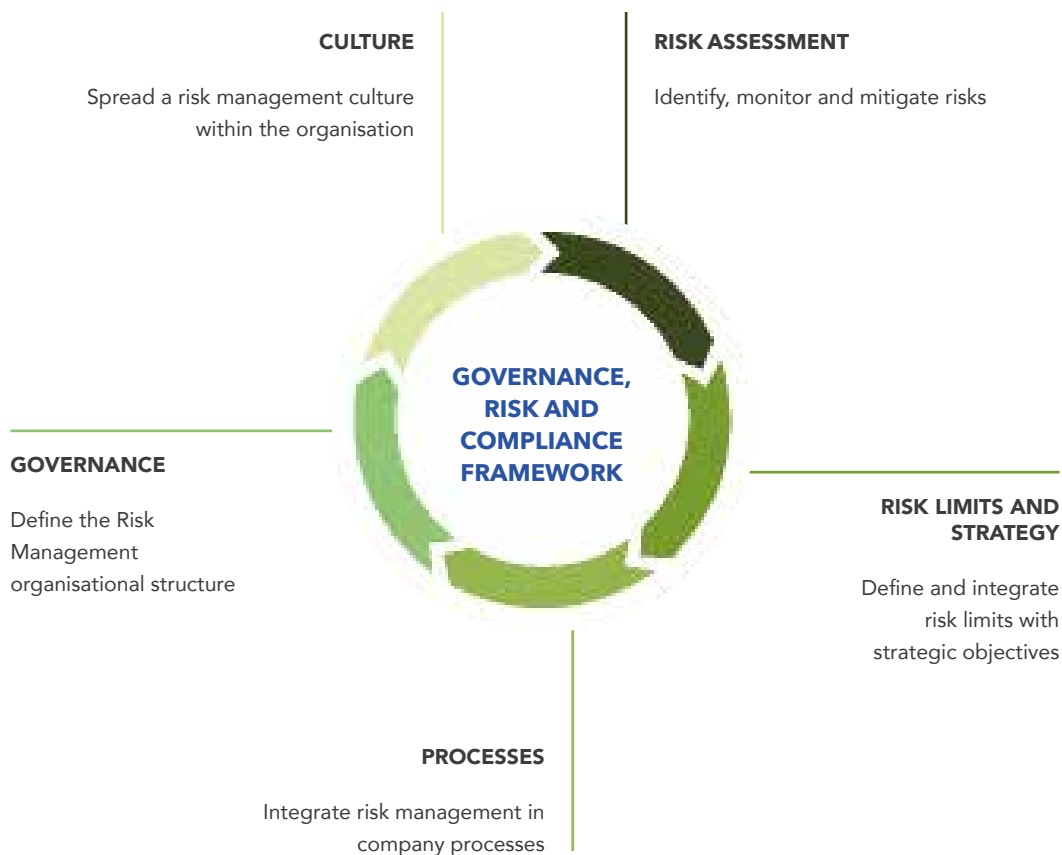 CULTURE
Spread a risk management culture
within the organisation
RISK ASSESSMENT
Identify, monitor and mitigate risks
GOVERNANCE,
RISK AND
COMPLIANCE
FRAMEWORK
GOVERNANCE
Define the Risk
Management
organisational structure
RISK LIMITS AND
STRATEGY
Define and integrate
risk limits with
strategic objectives
PROCESSES
Integrate risk management in
company processes